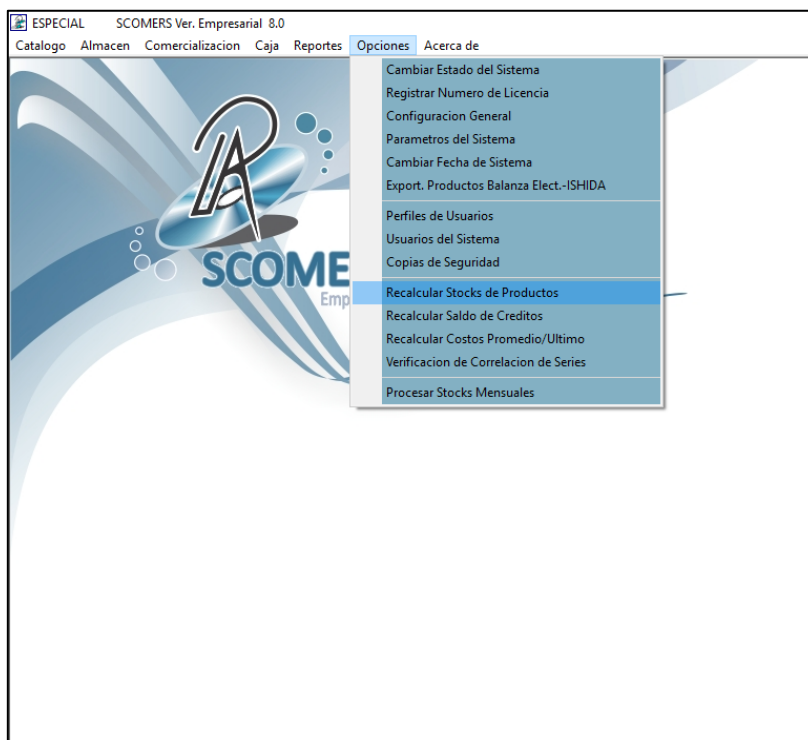 ESPECIAL SCOMERS Ver. Empresarial 8.0
Catalogo Almacen Comercializacion Caja Reportes Opciones Acerca de
Cambiar Estado del Sistema
Registrar Numero de Licencia
Configuracion General
Parametros del Sistema
Cambiar Fecha de Sistema
Export. Productos Balanza Elect.-ISHIDA
Perfiles de Usuarios
Usuarios del Sistema
Copias de Seguridad
SCOME
Emp
Recalcular Stocks de Productos
Recalcular Saldo de Creditos
Recalcular Costos Promedio/Ultimo
Verificacion de Correlacion de Series
Procesar Stocks Mensuales